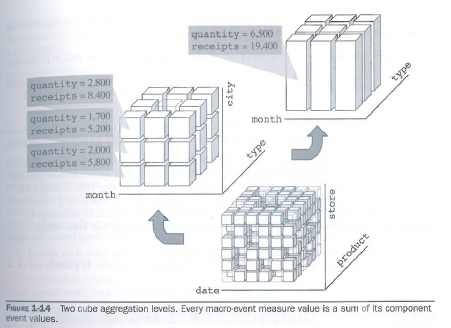 quantity = 6,500
receipts = 19,400
type
month
quantity = 2,800
receipts = 8,400
quantity = 1,700
receipts = 5,200
quantity = 2,000
receipts = 5,800
city
type
month
store
product
date
FIGURE 1-14 Two cube aggregation levels. Every macro-event measure value is a sum of its component
event values.